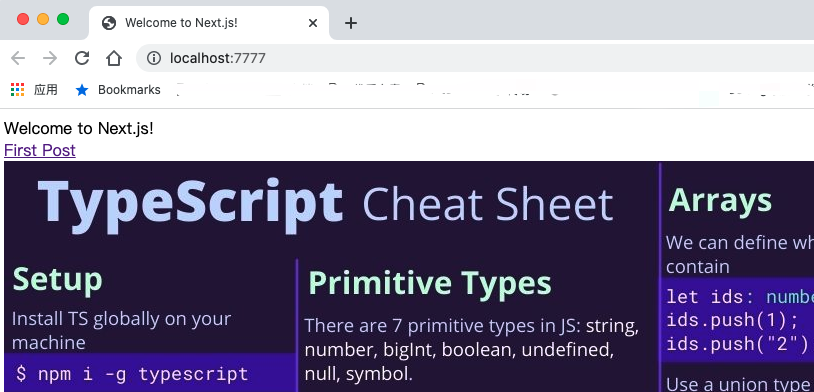 Welcome to Next.js!
localhost:7777
应用 Bookmarks
Welcome to Next.js!
First Post
TypeScript Cheat Sheet
Setup
Install TS globally on your
machine
$ npm i -g typescript
Primitive Types
There are 7 primitive types in JS: string,
number, bigInt, boolean, undefined,
null, symbol.
Arrays
We can define wh
contain
let ids: numbe
ids.push(1);
ids.push("2")
Use a union type